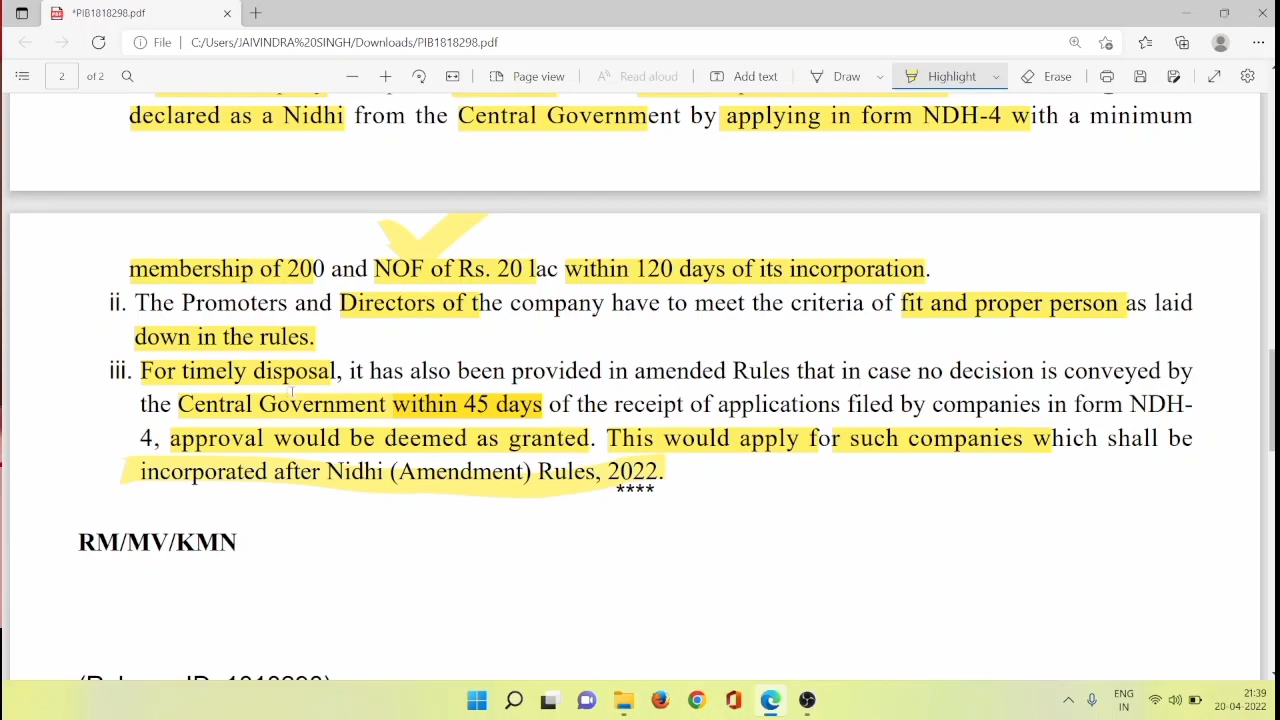 *PIB1818298.pdf
File | C:/Users/JAIVINDRA%20SINGH/Downloads/PIB1818298.pdf
2 of 2 Page view Read aloud Add text Draw Highlight Erase
declared as a Nidhi from the Central Government by applying in form NDH-4 with a minimum
membership of 200 and NOF of Rs. 20 lac within 120 days of its incorporation.
ii. The Promoters and Directors of the company have to meet the criteria of fit and proper person as laid
down in the rules.
iii. For timely disposal, it has also been provided in amended Rules that in case no decision is conveyed by
the Central Government within 45 days of the receipt of applications filed by companies in form NDH-
4, approval would be deemed as granted. This would apply for such companies which shall be
incorporated after Nidhi (Amendment) Rules, 2022.
****
RM/MV/KMN
ENG 21:39
IN 20-04-2022